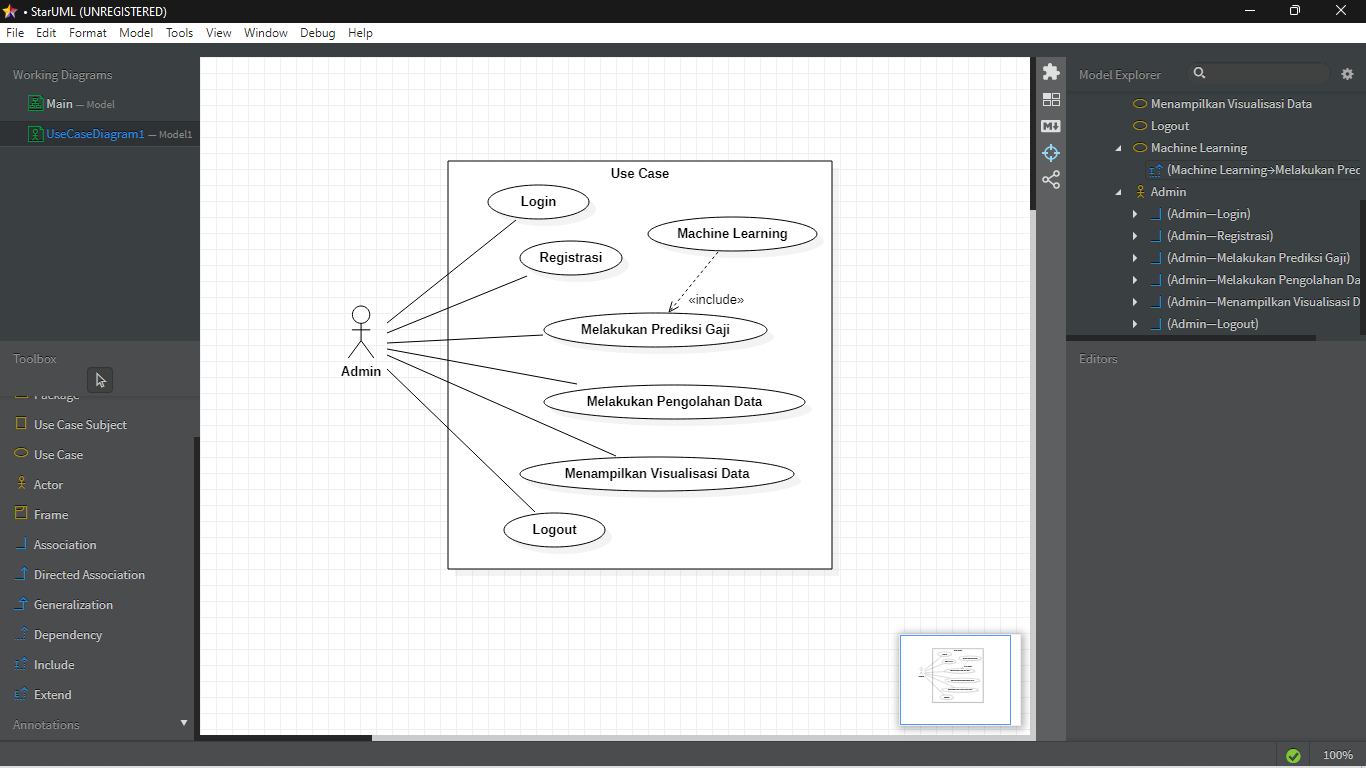 • StarUML (UNREGISTERED)
File Edit Format Model Tools View Window Debug Help
Working Diagrams
Main — Model
UseCaseDiagram1 — Model1
Toolbox
Package
Use Case Subject
Use Case
Actor
Frame
Association
Directed Association
Generalization
Dependency
Include
Extend
Annotations
Use Case
Login
Machine Learning
Registrasi
«include»
Melakukan Prediksi Gaji
Admin
Melakukan Pengolahan Data
Menampilkan Visualisasi Data
Logout
Model Explorer
Menampilkan Visualisasi Data
Logout
Machine Learning
(Machine Learning→Melakukan Prec
Admin
(Admin—Login)
(Admin—Registrasi)
(Admin—Melakukan Prediksi Gaji)
(Admin—Melakukan Pengolahan Da
(Admin—Menampilkan Visualisasi D
(Admin—Logout)
Editors
100%